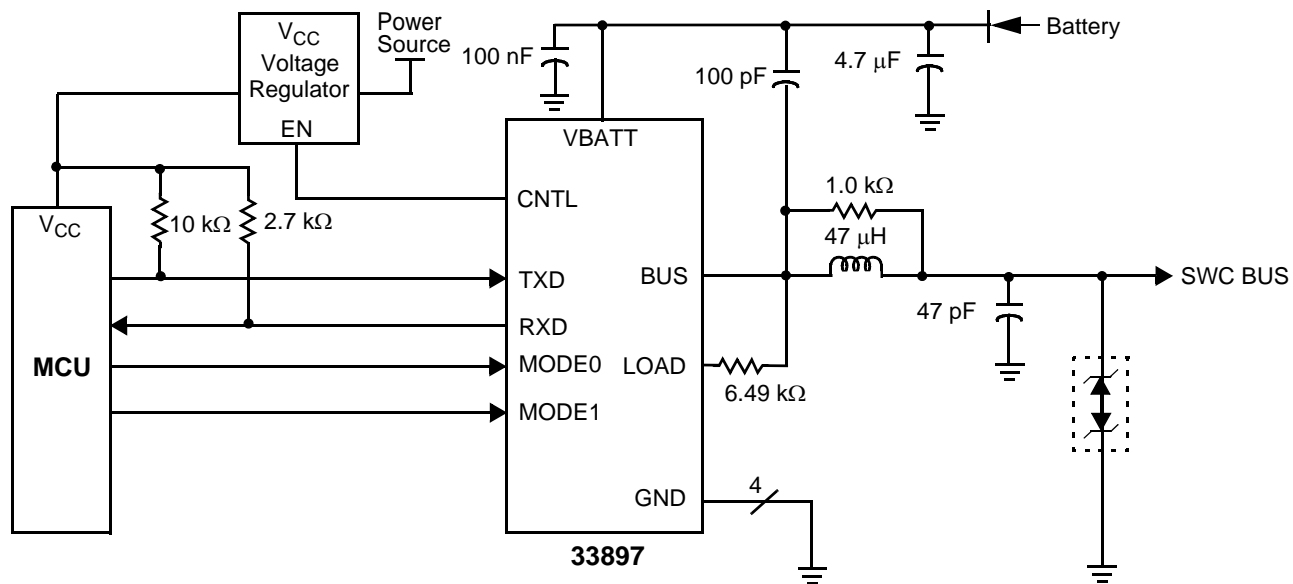 V_CC
Voltage
Regulator
EN
Power
Source
100 nF
100 pF
4.7 μF
Battery
VBATT
CNTL
1.0 kΩ
47 μH
V_CC
10 kΩ
2.7 kΩ
TXD
BUS
SWC BUS
47 pF
RXD
MCU
MODE0
LOAD
6.49 kΩ
MODE1
4
GND
33897